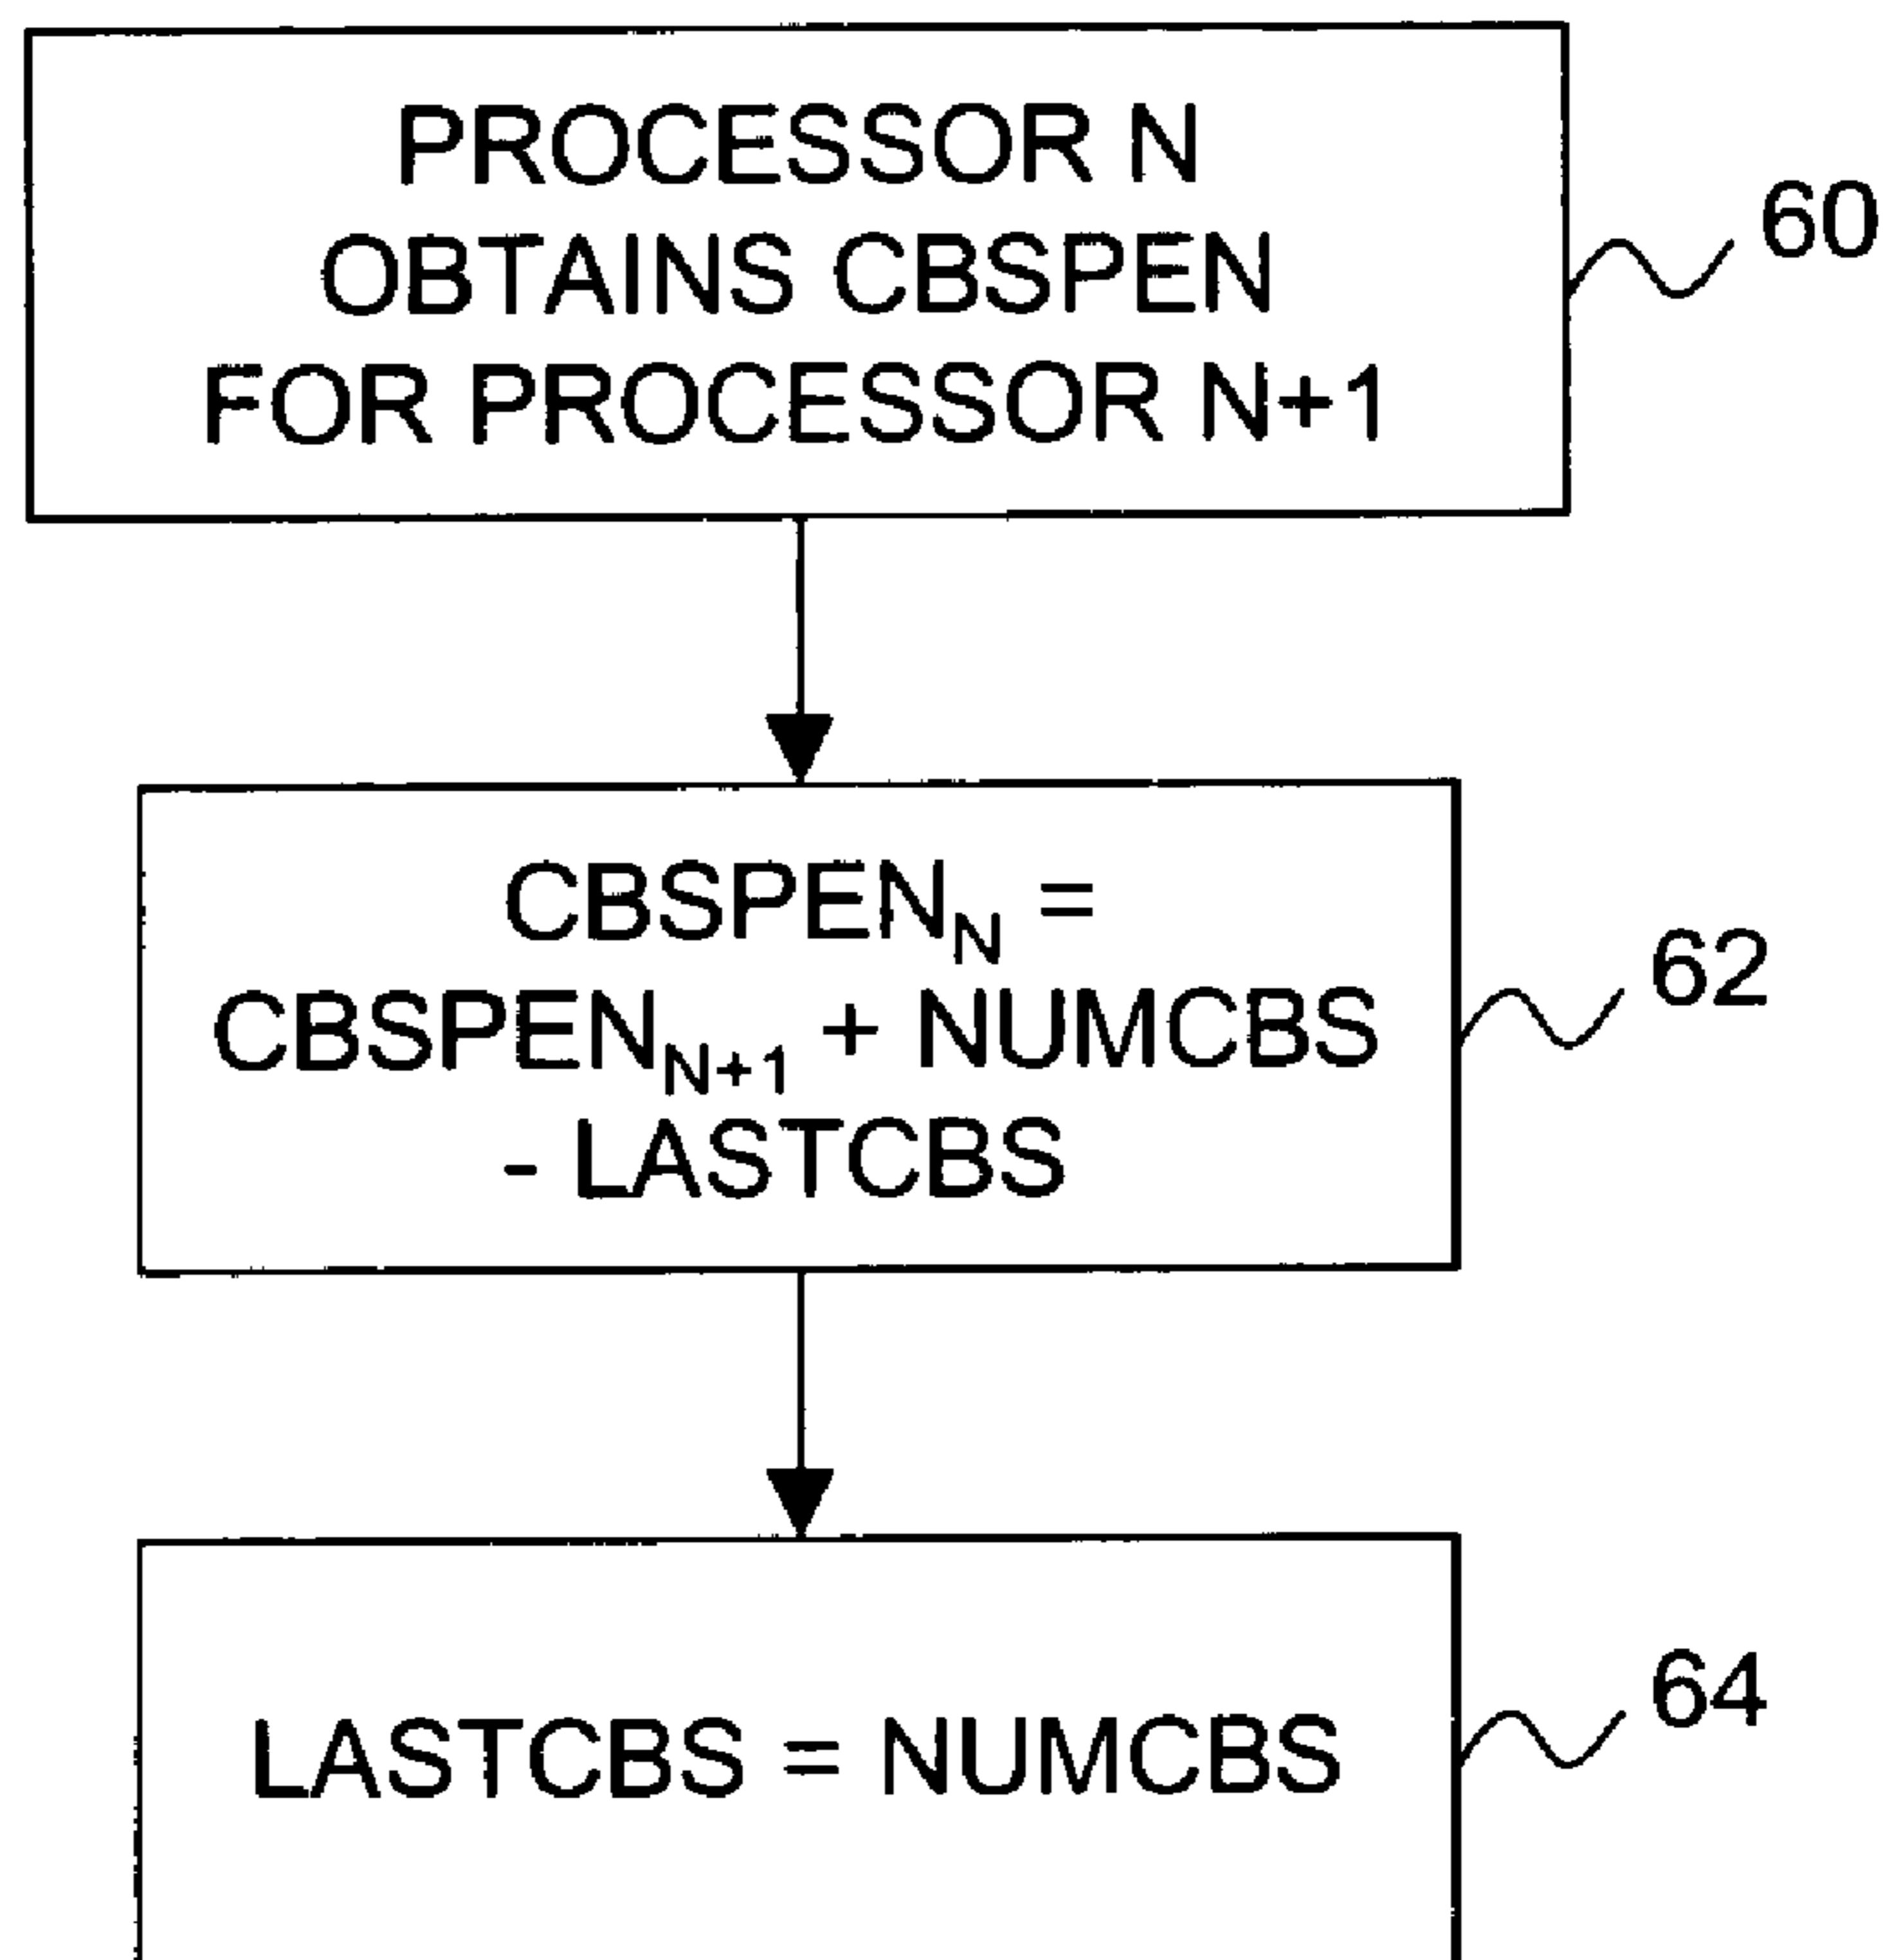 PROCESSOR N
OBTAINS CBSPEN
FOR PROCESSOR N+1
60
CBSPENN =
CBSPENN+1 + NUMCBS
- LASTCBS
62
LASTCBS = NUMCBS
64